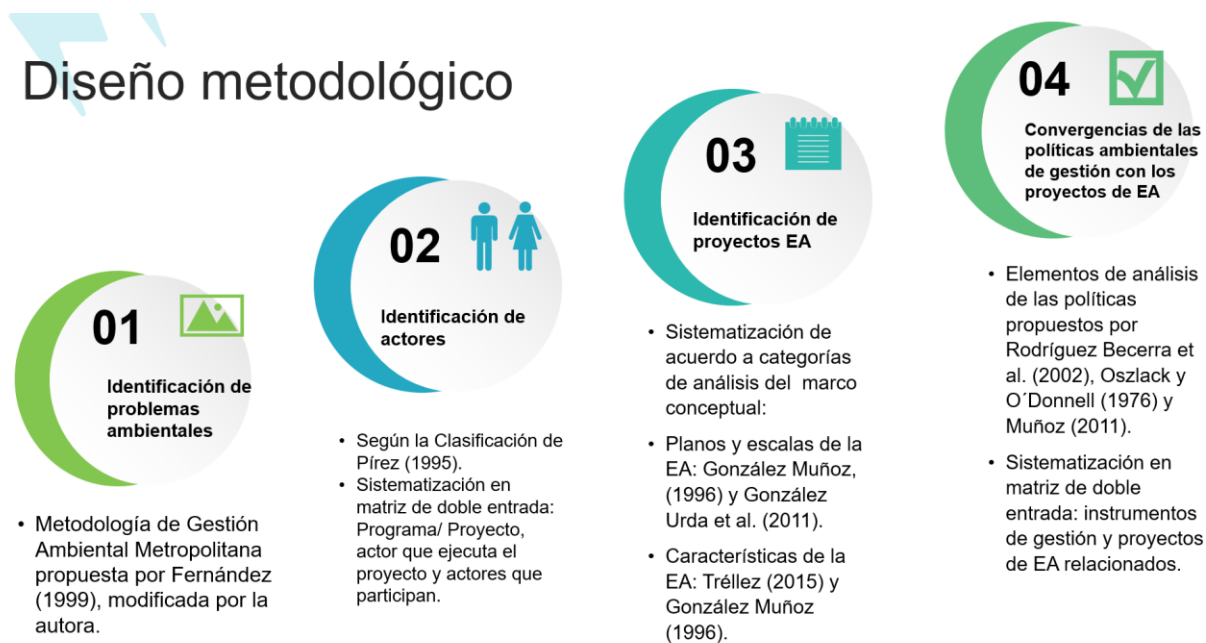 Diseño metodológico
01
Identificación de
problemas
ambientales
• Metodología de Gestión
Ambiental Metropolitana
propuesta por Fernández
(1999), modificada por la
autora.
02
Identificación de
actores
• Según la Clasificación de
Pírez (1995).
• Sistematización en
matriz de doble entrada:
Programa/ Proyecto,
actor que ejecuta el
proyecto y actores que
participan.
03
Identificación de
proyectos EA
• Sistematización de
acuerdo a categorías
de análisis del marco
conceptual:
• Planos y escalas de la
EA: González Muñoz,
(1996) y González
Urda et al. (2011).
• Características de la
EA: Tréllez (2015) y
González Muñoz
(1996).
04
Convergencias de las
políticas ambientales
de gestión con los
proyectos de EA
• Elementos de análisis
de las políticas
propuestos por
Rodríguez Becerra et
al. (2002), Oszlack y
O´Donnell (1976) y
Muñoz (2011).
• Sistematización en
matriz de doble
entrada: instrumentos
de gestión y proyectos
de EA relacionados.